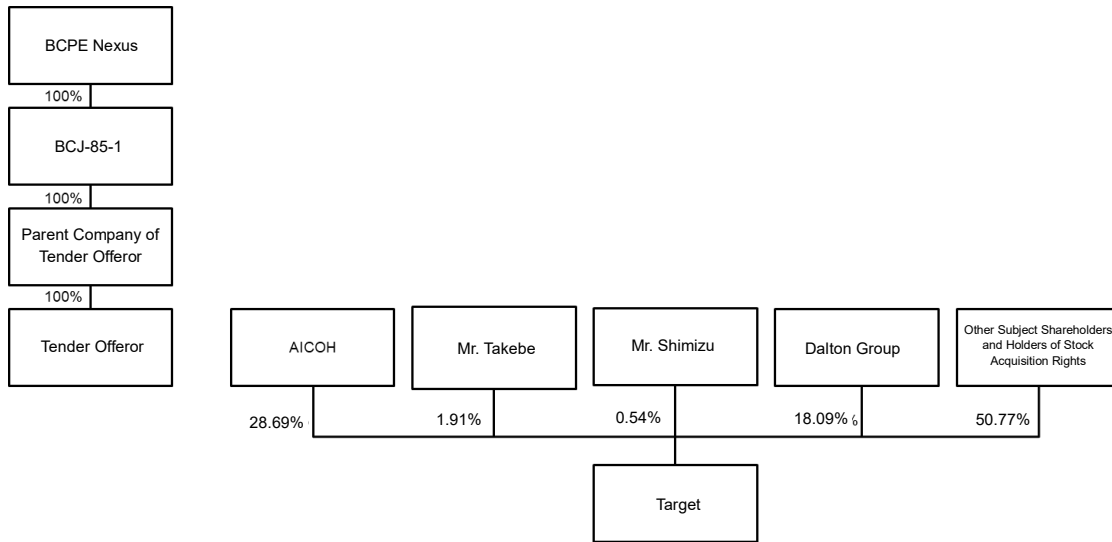 BCPE Nexus
100%
BCJ-85-1
100%
Parent Company of
Tender Offeror
100%
Tender Offeror
AICOH
Mr. Takebe
Mr. Shimizu
Dalton Group
Other Subject Shareholders
and Holders of Stock
Acquisition Rights
28.69%
1.91%
0.54%
18.09%
50.77%
Target